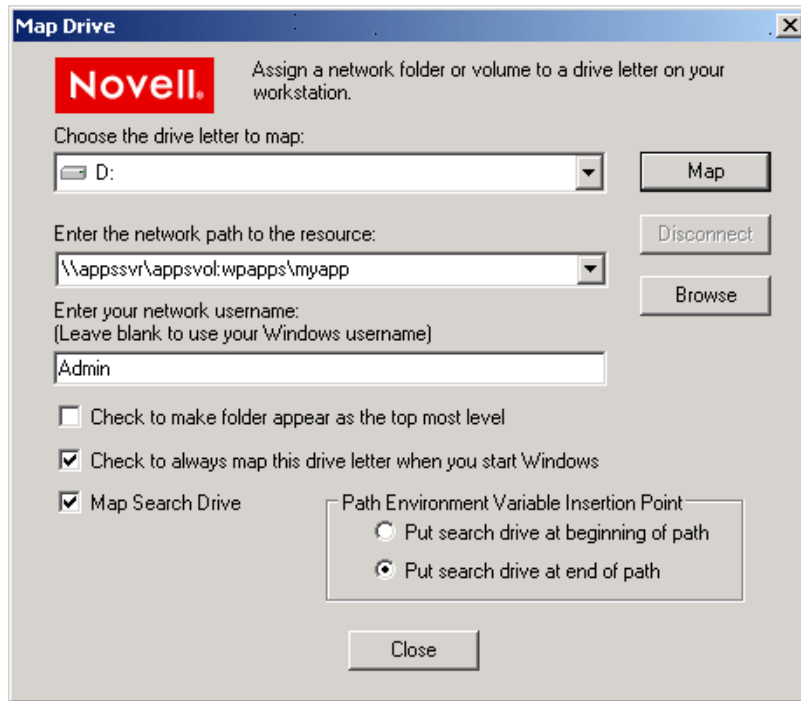 Map Drive
Novell.
Assign a network folder or volume to a drive letter on your
workstation.
Choose the drive letter to map:
D:
Map
Enter the network path to the resource:
Disconnect
\\appssvr\appsvol:wpapps\myapp
Browse
Enter your network username:
(Leave blank to use your Windows username)
Admin
Check to make folder appear as the top most level
Check to always map this drive letter when you start Windows
Map Search Drive
Path Environment Variable Insertion Point
Put search drive at beginning of path
Put search drive at end of path
Close